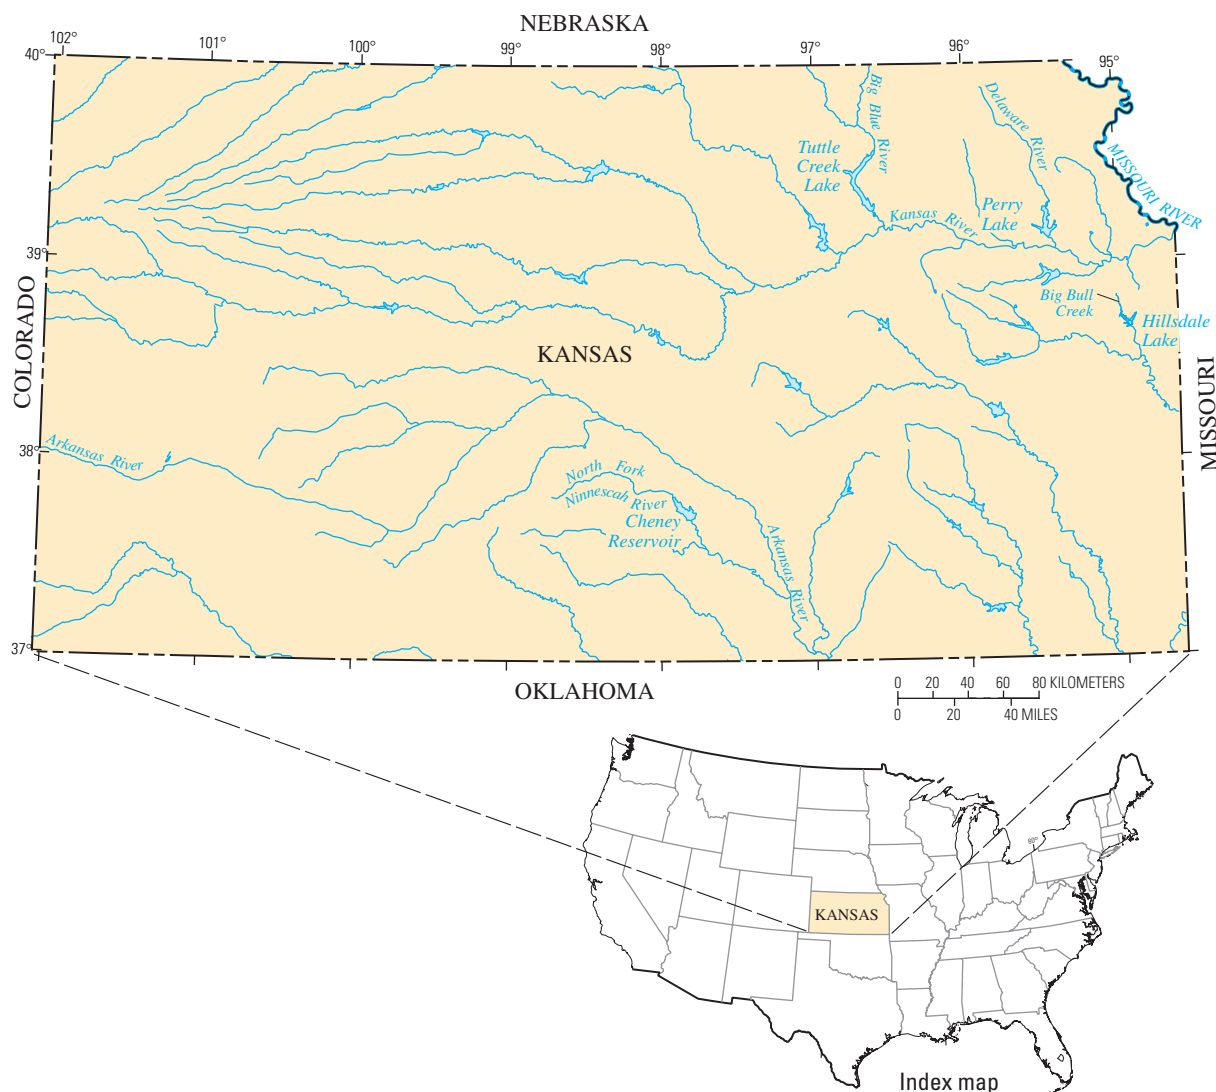 NEBRASKA
102°
101°
100°
99°
98°
97°
96°
95°
40°
39°
38°
37°
COLORADO
MISSOURI
KANSAS
OKLAHOMA
Big Blue River
Delaware River
MISSOURI RIVER
Tuttle
Creek
Lake
Kansas River
Perry
Lake
Big Bull
Creek
Hillsdale
Lake
Arkansas River
North Fork
Ninnescah River
Cheney
Reservoir
Arkansas River
0 20 40 60 80 KILOMETERS
0 20 40 MILES
80°
KANSAS
Index map